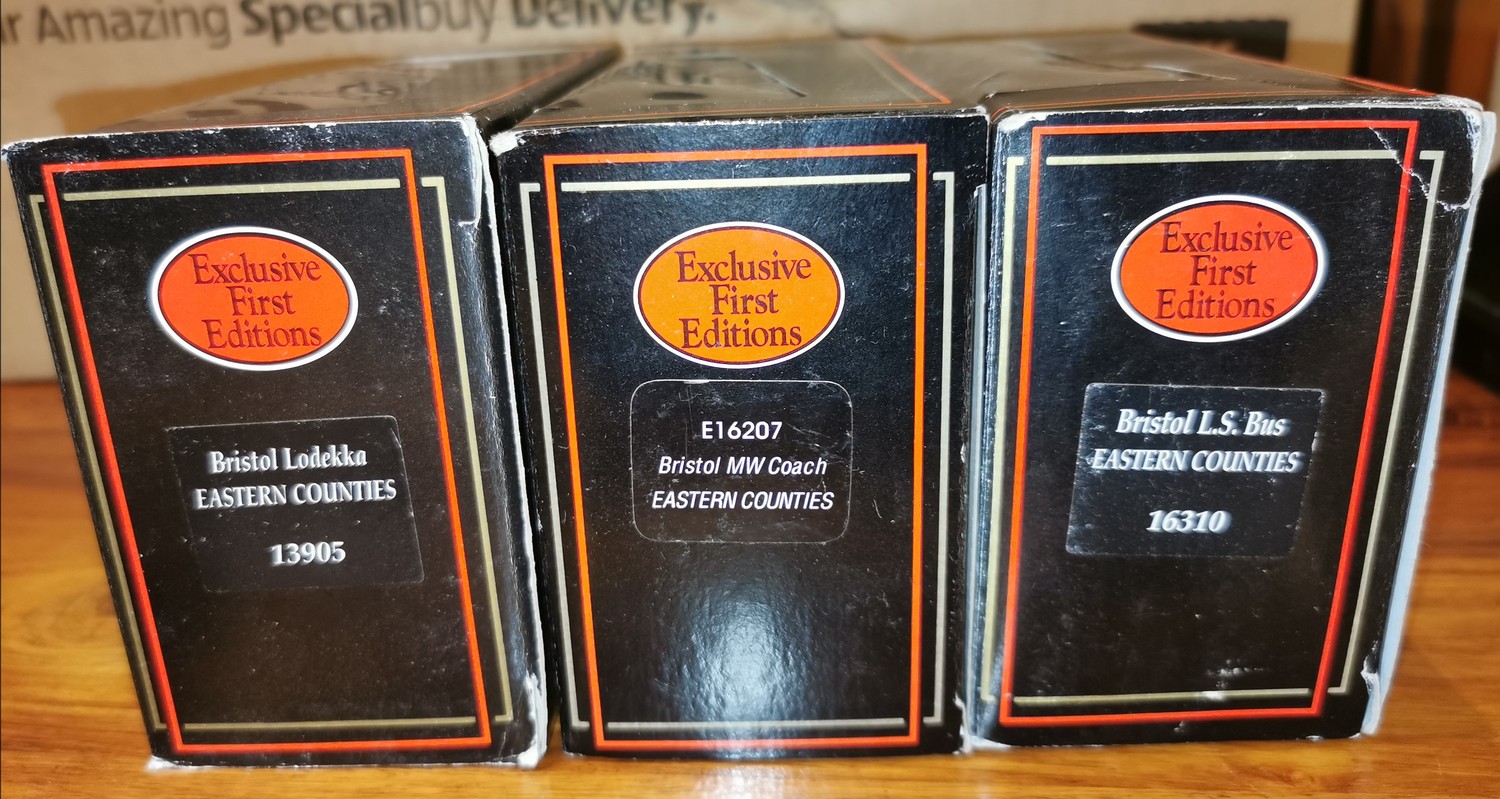 r Amazing Specialbuy Delivery.
Exclusive
First
Editions
Bristol Lodekka
EASTERN COUNTIES
13905
Exclusive
First
Editions
E16207
Bristol MW Coach
EASTERN COUNTIES
Exclusive
First
Editions
Bristol L.S. Bus
EASTERN COUNTIES
16310